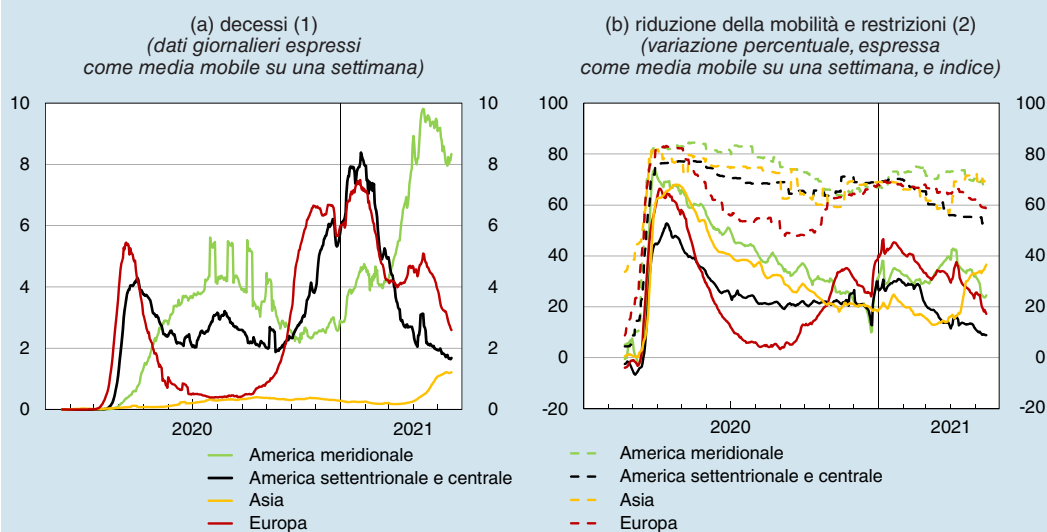 (a) decessi (1)
(dati giornalieri espressi
come media mobile su una settimana)
10
8
6
4
2
0
10
8
6
4
2
0
2020
2021
America meridionale
America settentrionale e centrale
Asia
Europa
(b) riduzione della mobilità e restrizioni (2)
(variazione percentuale, espressa
come media mobile su una settimana, e indice)
100
80
60
40
20
0
-20
100
80
60
40
20
0
-20
2020
2021
America meridionale
America settentrionale e centrale
Asia
Europa